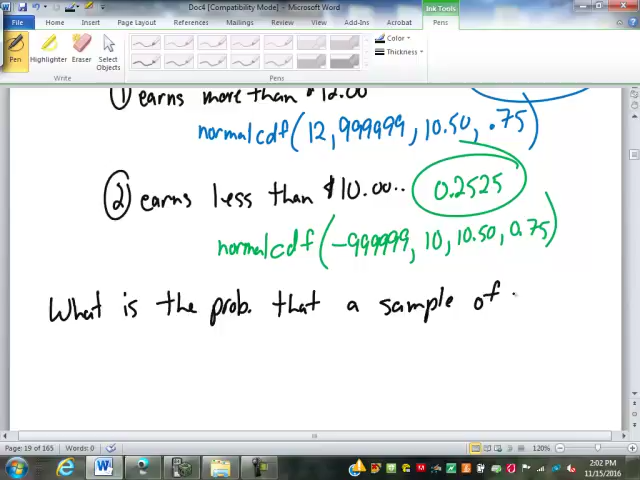 Doc4 [Compatibility Mode] - Microsoft Word
Ink Tools
File Home Insert Page Layout References Mailings Review View Add-Ins Acrobat Pens
Pen Highlighter Eraser Select Objects
Color
Thickness
Write Pens
① earns more than $12.00
normalcdf(12, 999999, 10.50, .75)
② earns less than $10.00.. 0.2525
normalcdf(-999999, 10, 10.50, 0.75)
What is the prob. that a sample of
Page: 19 of 165 Words: 0 120%
2:02 PM
11/15/2016